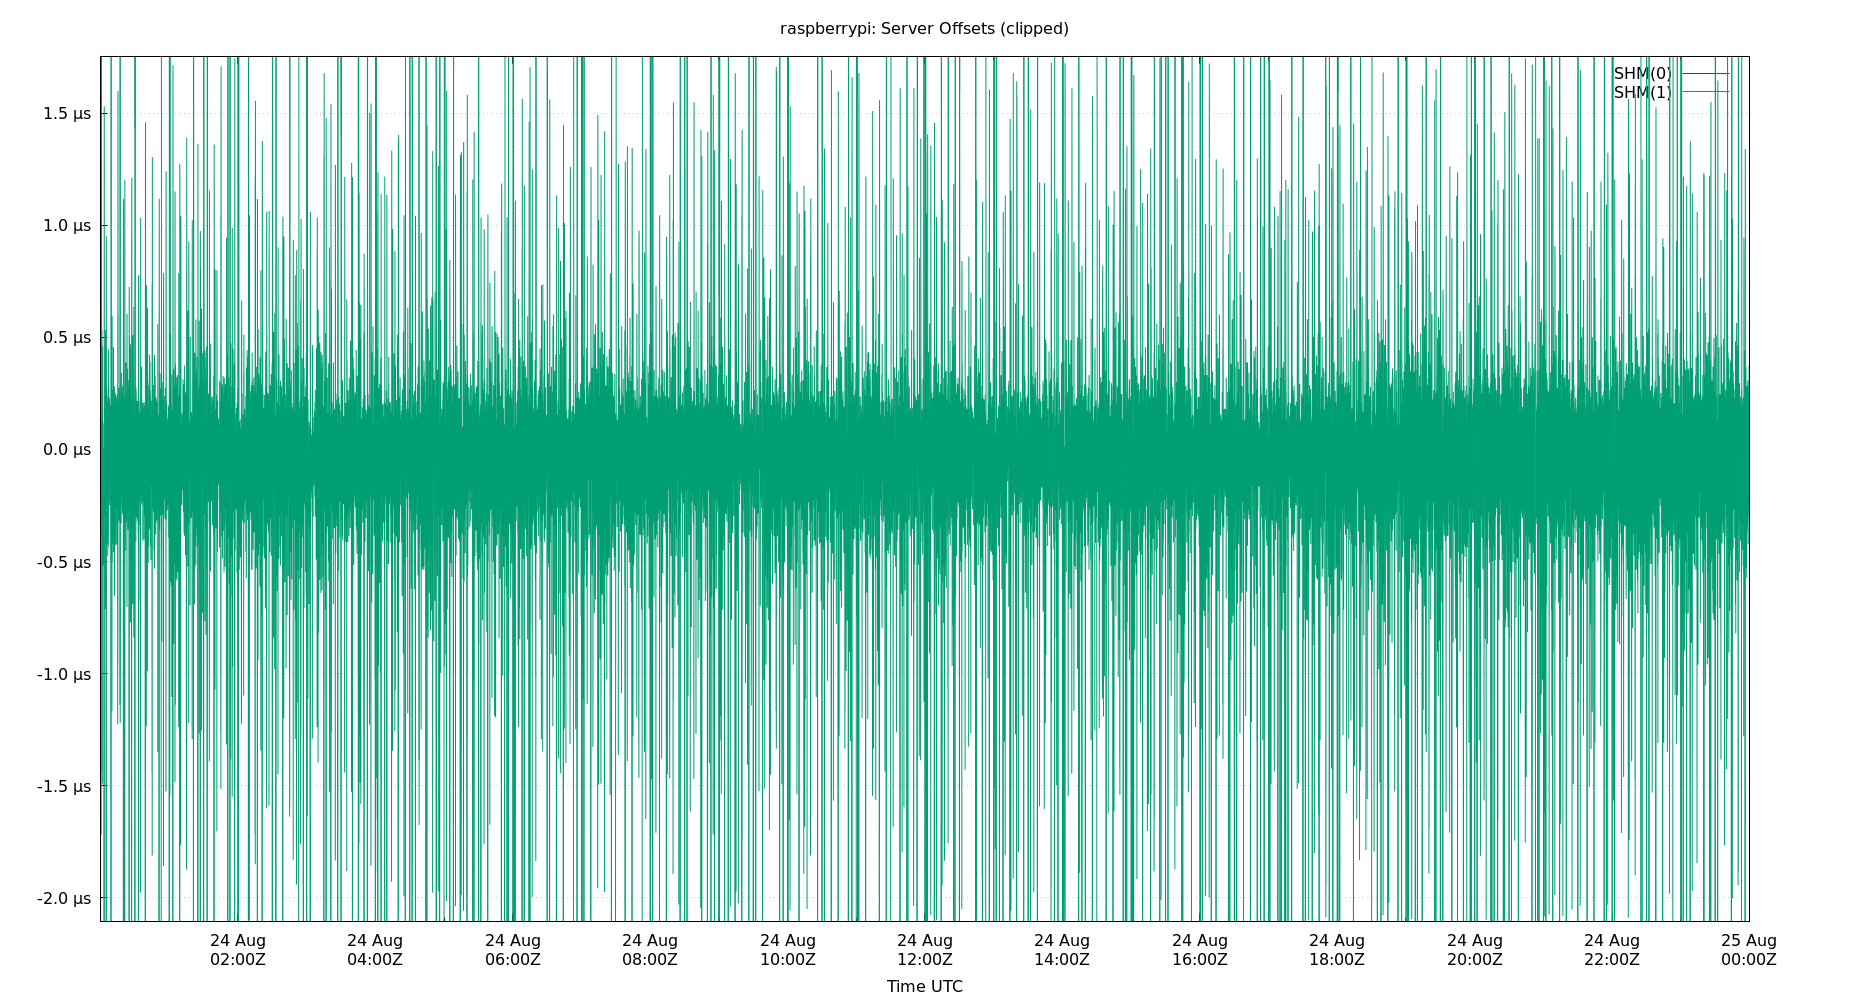 raspberrypi: Server Offsets (clipped)
SHM(0)
SHM(1)
1.5 µs
1.0 µs
0.5 µs
0.0 µs
-0.5 µs
-1.0 µs
-1.5 µs
-2.0 µs
24 Aug 24 Aug 24 Aug 24 Aug 24 Aug 24 Aug 24 Aug 24 Aug 24 Aug 24 Aug 24 Aug 25 Aug
02:00Z 04:00Z 06:00Z 08:00Z 10:00Z 12:00Z 14:00Z 16:00Z 18:00Z 20:00Z 22:00Z 00:00Z
Time UTC